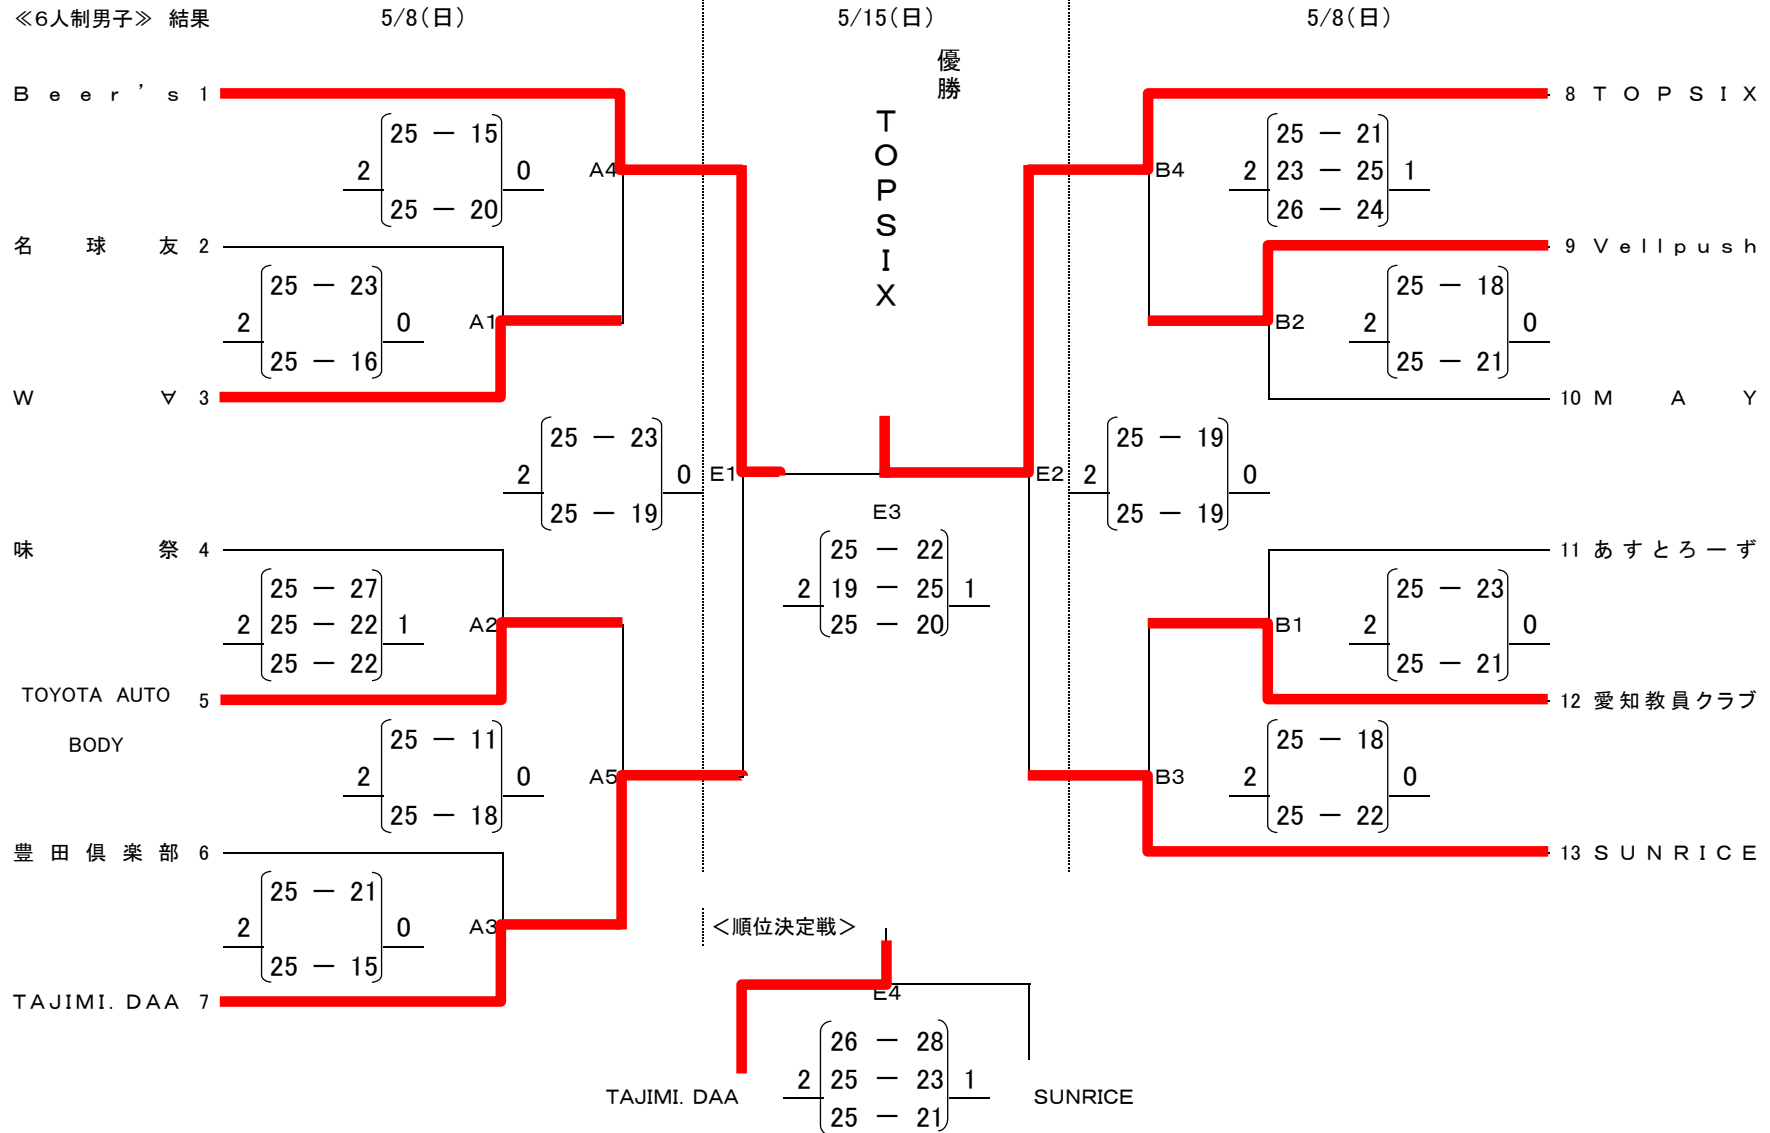 ≪6人制男子≫ 結果
5/8(日)
5/15(日)
5/8(日)
優勝
TOPSIX
Beer's 1
25 － 15
2 0 A4
25 － 20
名球友 2
25 － 23
2 0 A1
25 － 16
W∀ 3
25 － 23
2 0 E1
25 － 19
味祭 4
25 － 27
2 25 － 22 1 A2
25 － 22
TOYOTA AUTO 5
BODY
25 － 11
2 0 A5
25 － 18
豊田倶楽部 6
25 － 21
2 0 A3
25 － 15
TAJIMI. DAA 7
E3
25 － 22
2 19 － 25 1
25 － 20
8 TOPSIX
25 － 21
B4 2 23 － 25 1
26 － 24
9 Vellpush
25 － 18
B2 2 0
25 － 21
10 MAY
25 － 19
E2 2 0
25 － 19
11 あすとろーず
25 － 23
B1 2 0
25 － 21
12 愛知教員クラブ
25 － 18
B3 2 0
25 － 22
13 SUNRICE
＜順位決定戦＞
E4
26 － 28
2 25 － 23 1
25 － 21
TAJIMI. DAA
SUNRICE